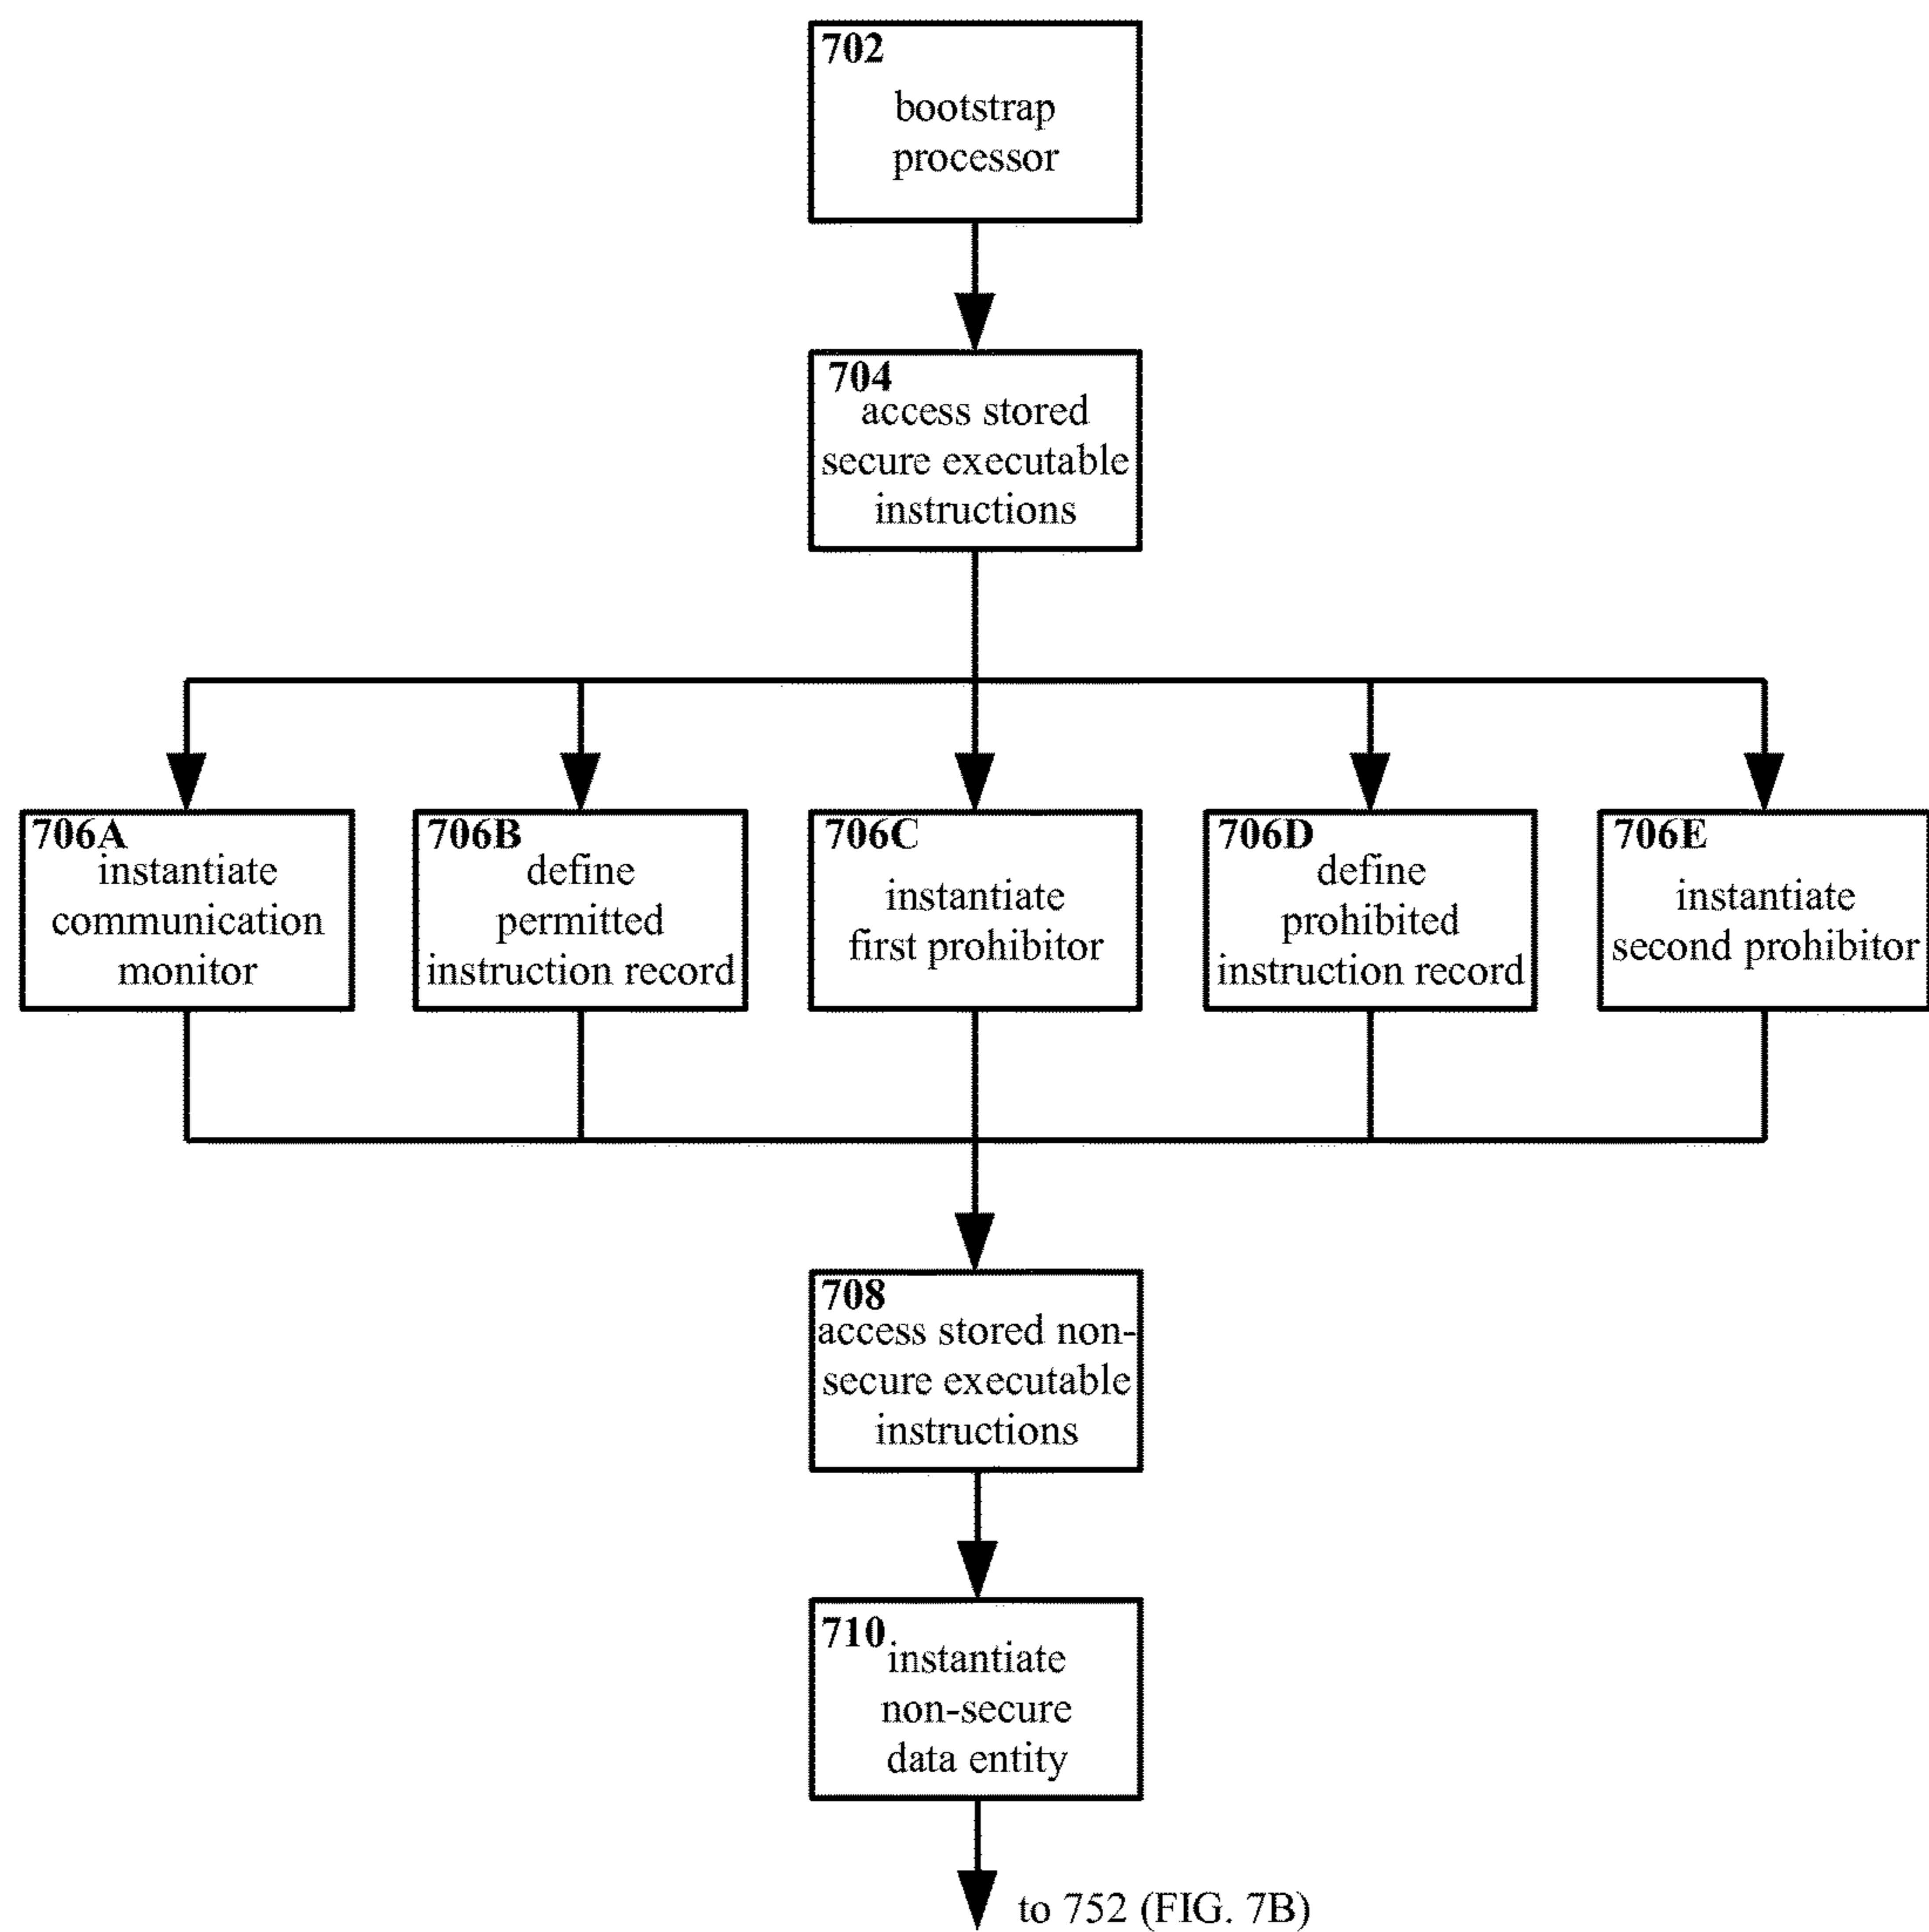 702
bootstrap
processor
704
access stored
secure executable
instructions
706A
instantiate
communication
monitor
706B
define
permitted
instruction record
706C
instantiate
first prohibitor
706D
define
prohibited
instruction record
706E
instantiate
second prohibitor
708
access stored non-
secure executable
instructions
710
instantiate
non-secure
data entity
to 752 (FIG. 7B)